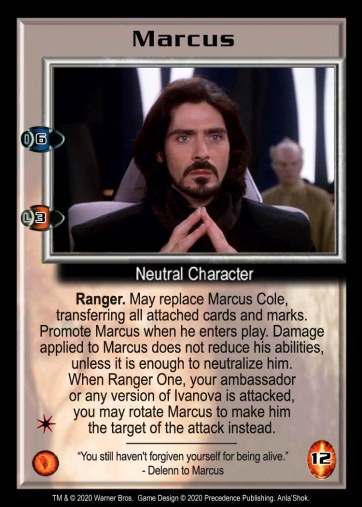 Marcus
D 6
L 3
Neutral Character
Ranger. May replace Marcus Cole,
transferring all attached cards and marks.
Promote Marcus when he enters play. Damage
applied to Marcus does not reduce his abilities,
unless it is enough to neutralize him.
When Ranger One, your ambassador
or any version of Ivanova is attacked,
you may rotate Marcus to make him
the target of the attack instead.
“You still haven't forgiven yourself for being alive.”
- Delenn to Marcus
12
TM & © 2020 Warner Bros. Game Design © 2020 Precedence Publishing. Anla'Shok.